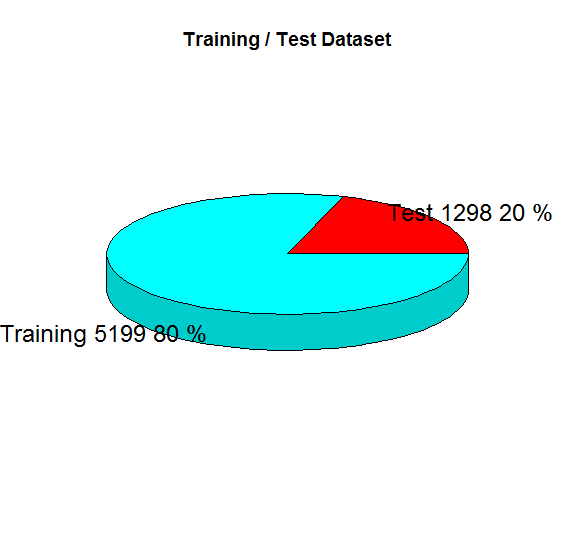 Training / Test Dataset
Test 1298 20 %
Training 5199 80 %